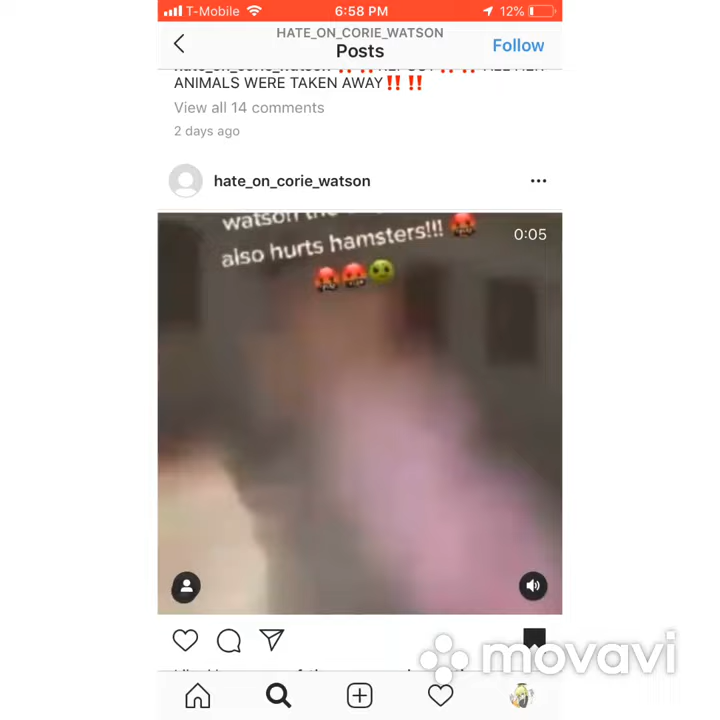 T-Mobile 6:58 PM 12%
HATE_ON_CORIE_WATSON
Posts
Follow
ANIMALS WERE TAKEN AWAY‼️ ‼️
View all 14 comments
2 days ago
hate_on_corie_watson
watson the
also hurts hamsters!!! 🤬
🤬🤬🤢
0:05
movavi